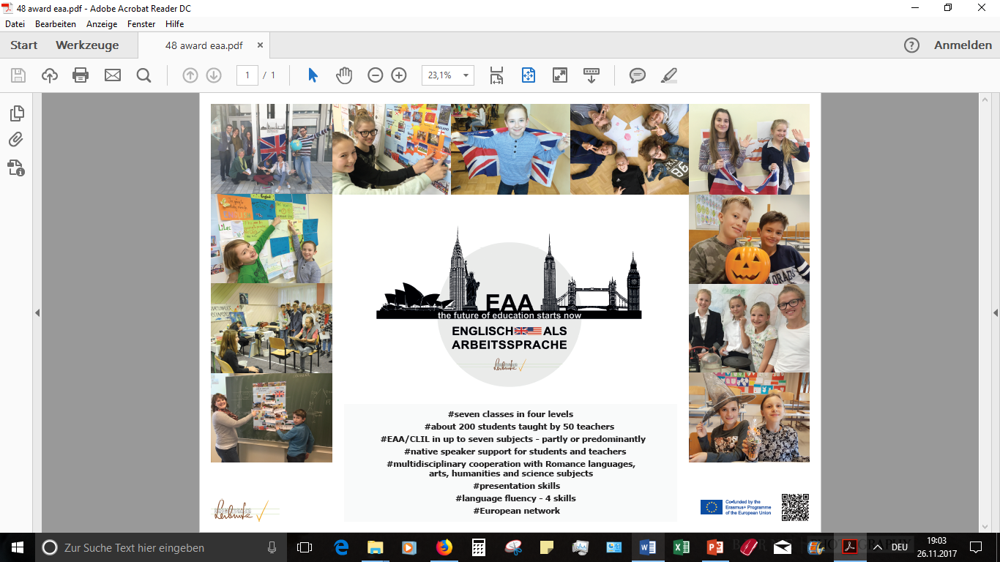 48 award eaa.pdf - Adobe Acrobat Reader DC
Datei Bearbeiten Anzeige Fenster Hilfe
Start Werkzeuge 48 award eaa.pdf × Anmelden
1 / 1 23,1%
EAA
the future of education starts now
ENGLISCH ALS
ARBEITSSPRACHE
#seven classes in four levels
#about 200 students taught by 50 teachers
#EAA/CLIL in up to seven subjects - partly or predominantly
#native speaker support for students and teachers
#multidisciplinary cooperation with Romance languages,
arts, humanities and science subjects
#presentation skills
#language fluency - 4 skills
#European network
Co-funded by the
Erasmus+ Programme
of the European Union
Zur Suche Text hier eingeben
DEU
19:03
26.11.2017